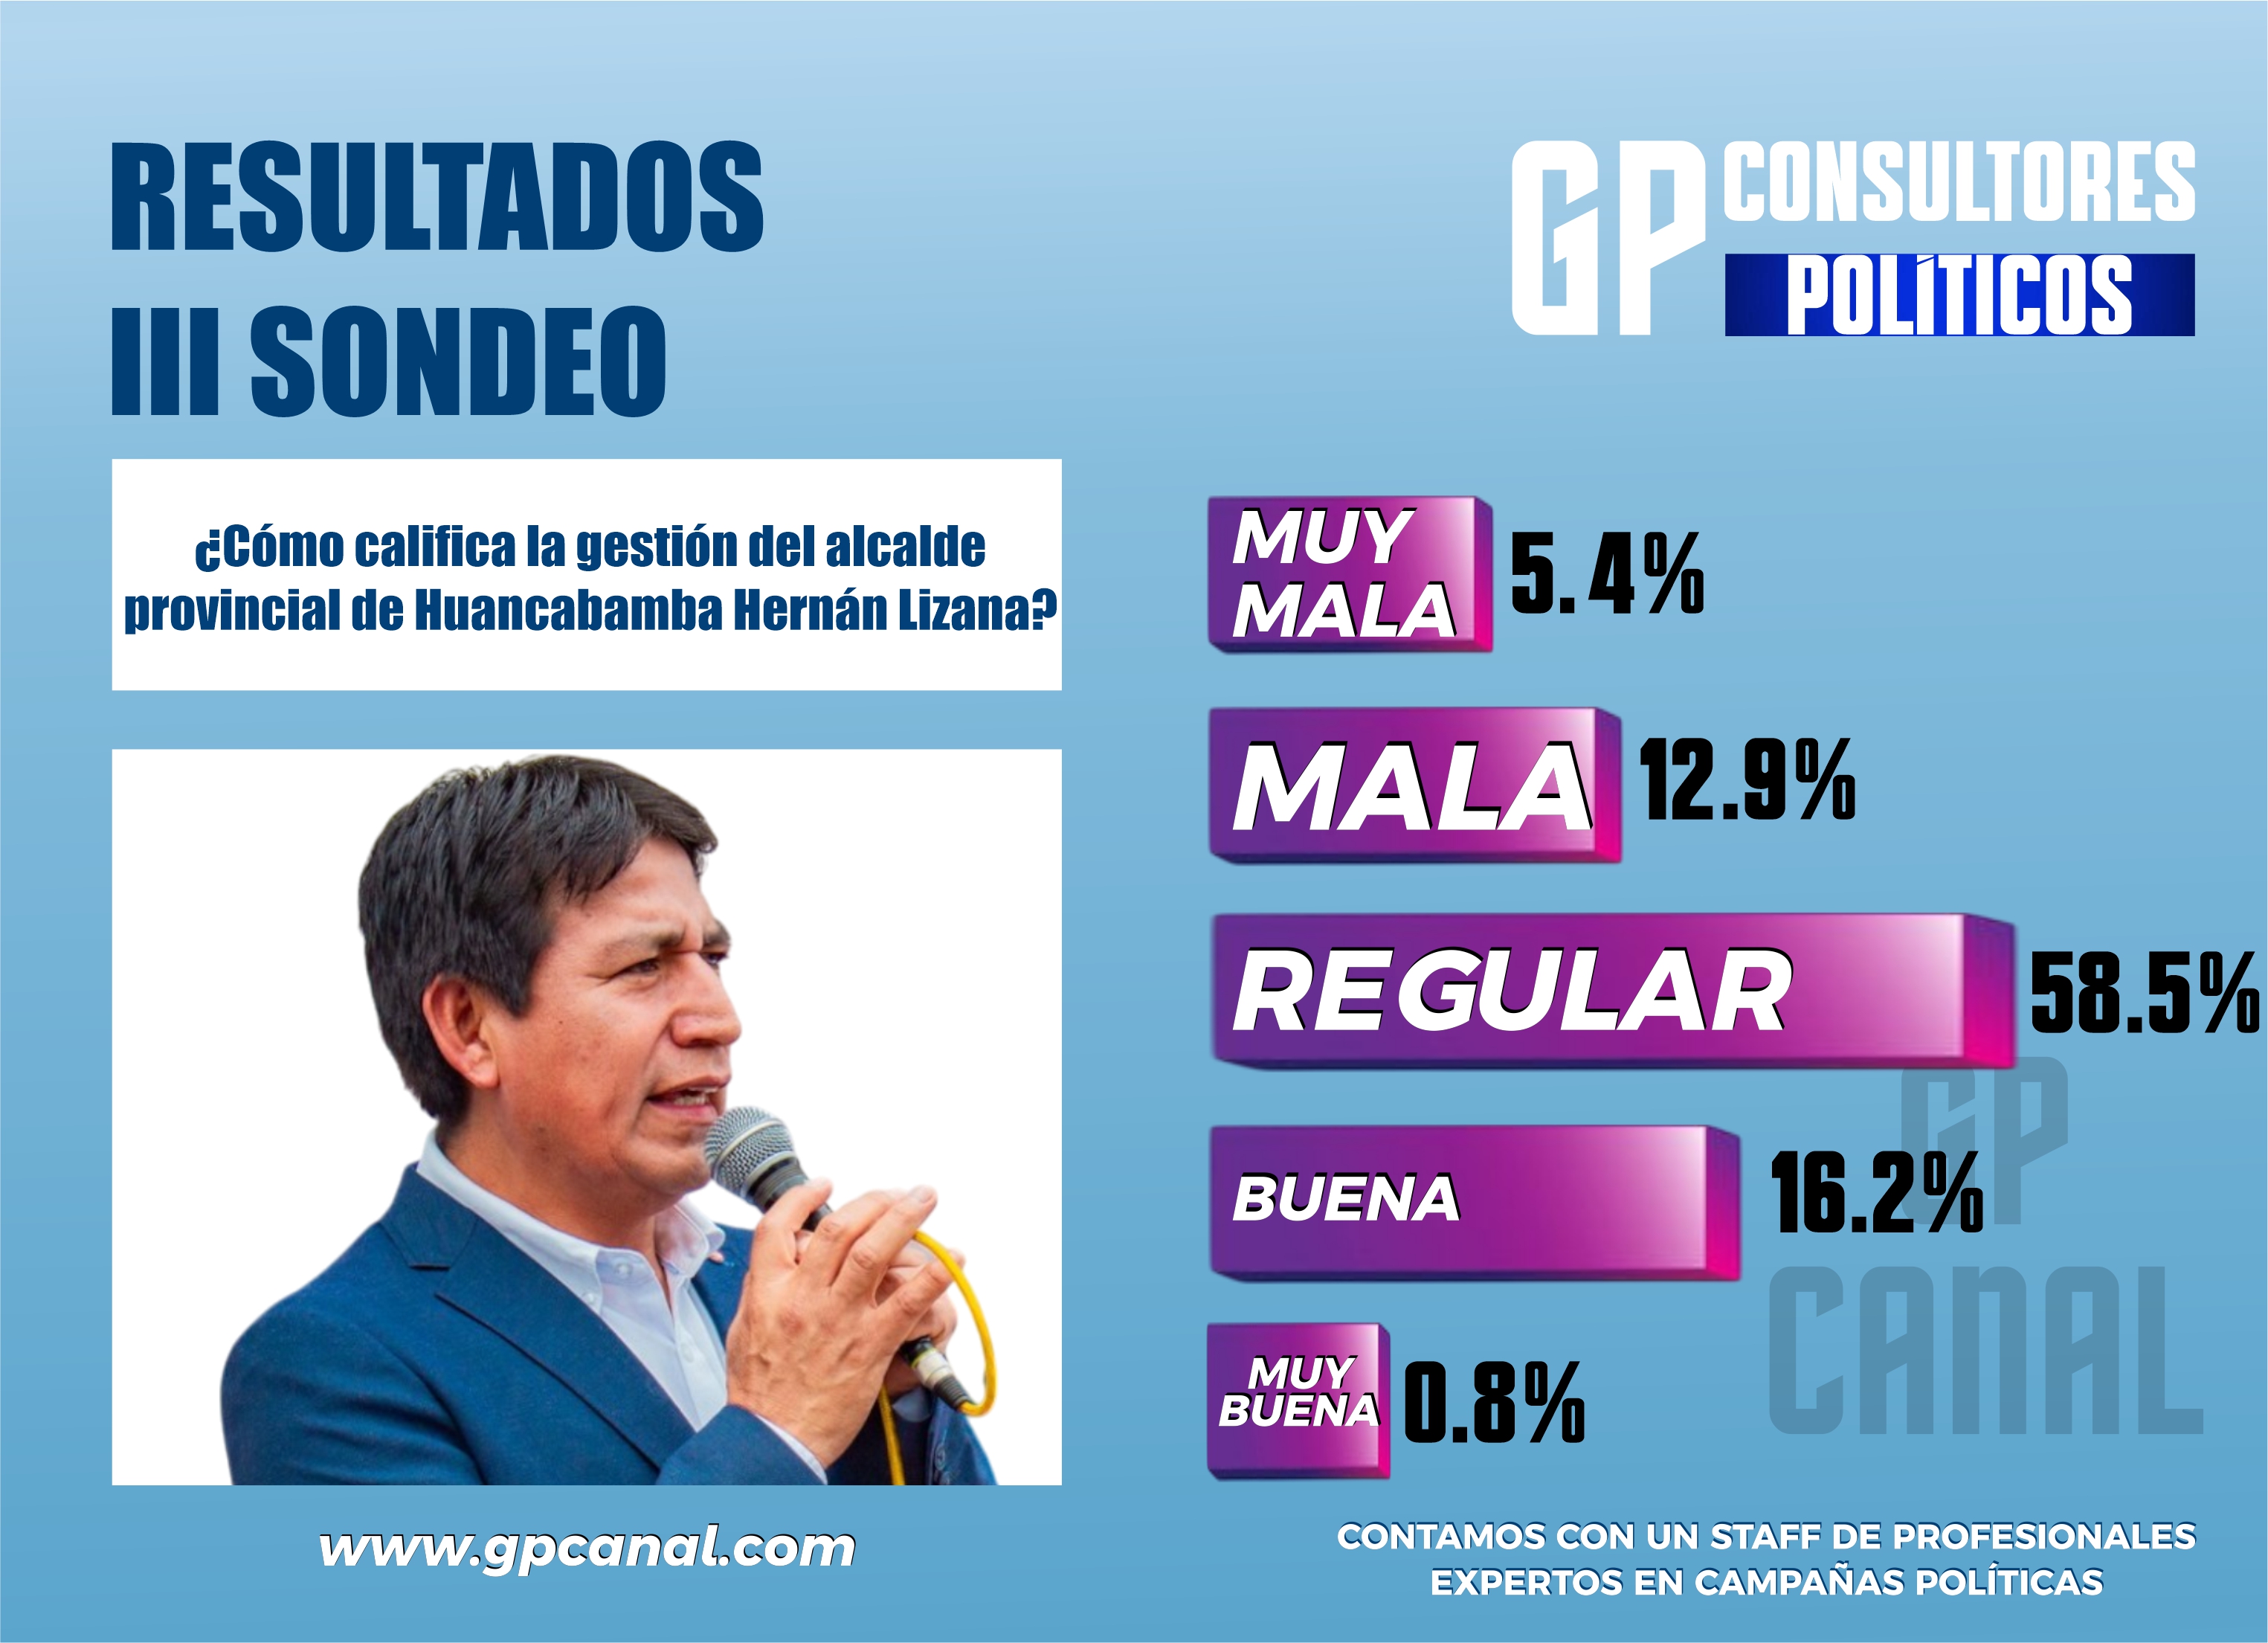 RESULTADOS
III SONDEO
GP CONSULTORES
POLÍTICOS
¿Cómo califica la gestión del alcalde
provincial de Huancabamba Hernán Lizana?
MUY
MALA
5.4%
MALA
12.9%
REGULAR
58.5%
BUENA
16.2%
MUY
BUENA
0.8%
GP
CANAL
www.gpcanal.com
CONTAMOS CON UN STAFF DE PROFESIONALES
EXPERTOS EN CAMPAÑAS POLÍTICAS